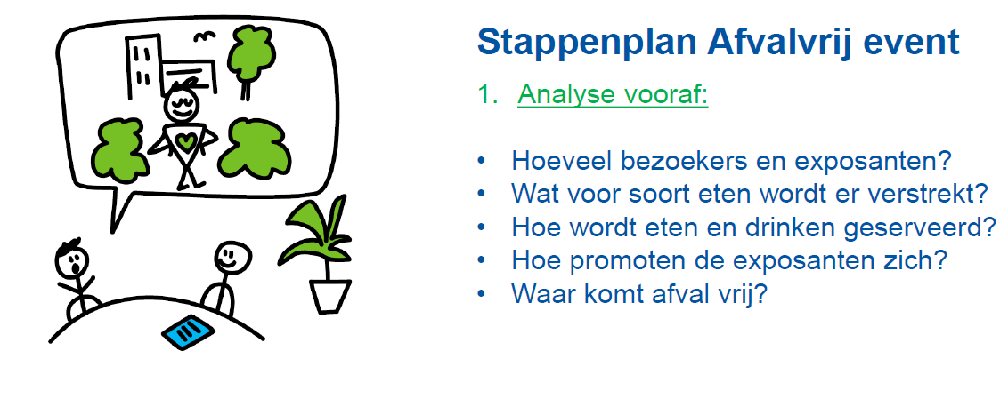 Stappenplan Afvalvrij event
1. Analyse vooraf:
• Hoeveel bezoekers en exposanten?
• Wat voor soort eten wordt er verstrekt?
• Hoe wordt eten en drinken geserveerd?
• Hoe promoten de exposanten zich?
• Waar komt afval vrij?